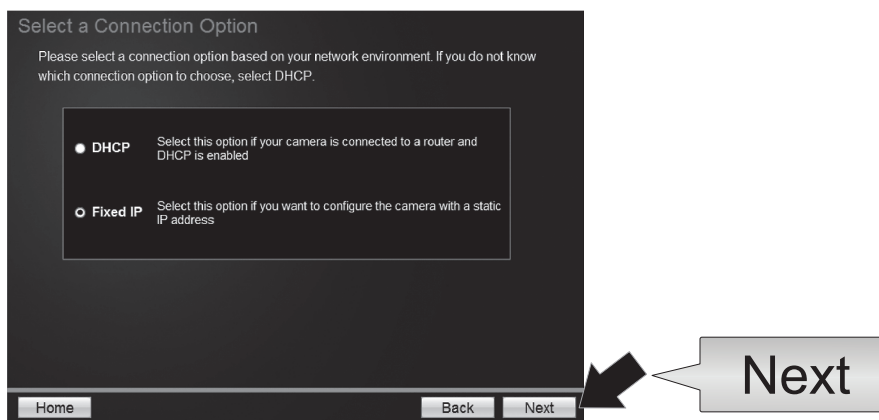 Select a Connection Option
Please select a connection option based on your network environment. If you do not know
which connection option to choose, select DHCP.
DHCP
Select this option if your camera is connected to a router and
DHCP is enabled
Fixed IP
Select this option if you want to configure the camera with a static
IP address
Home
Back
Next
Next